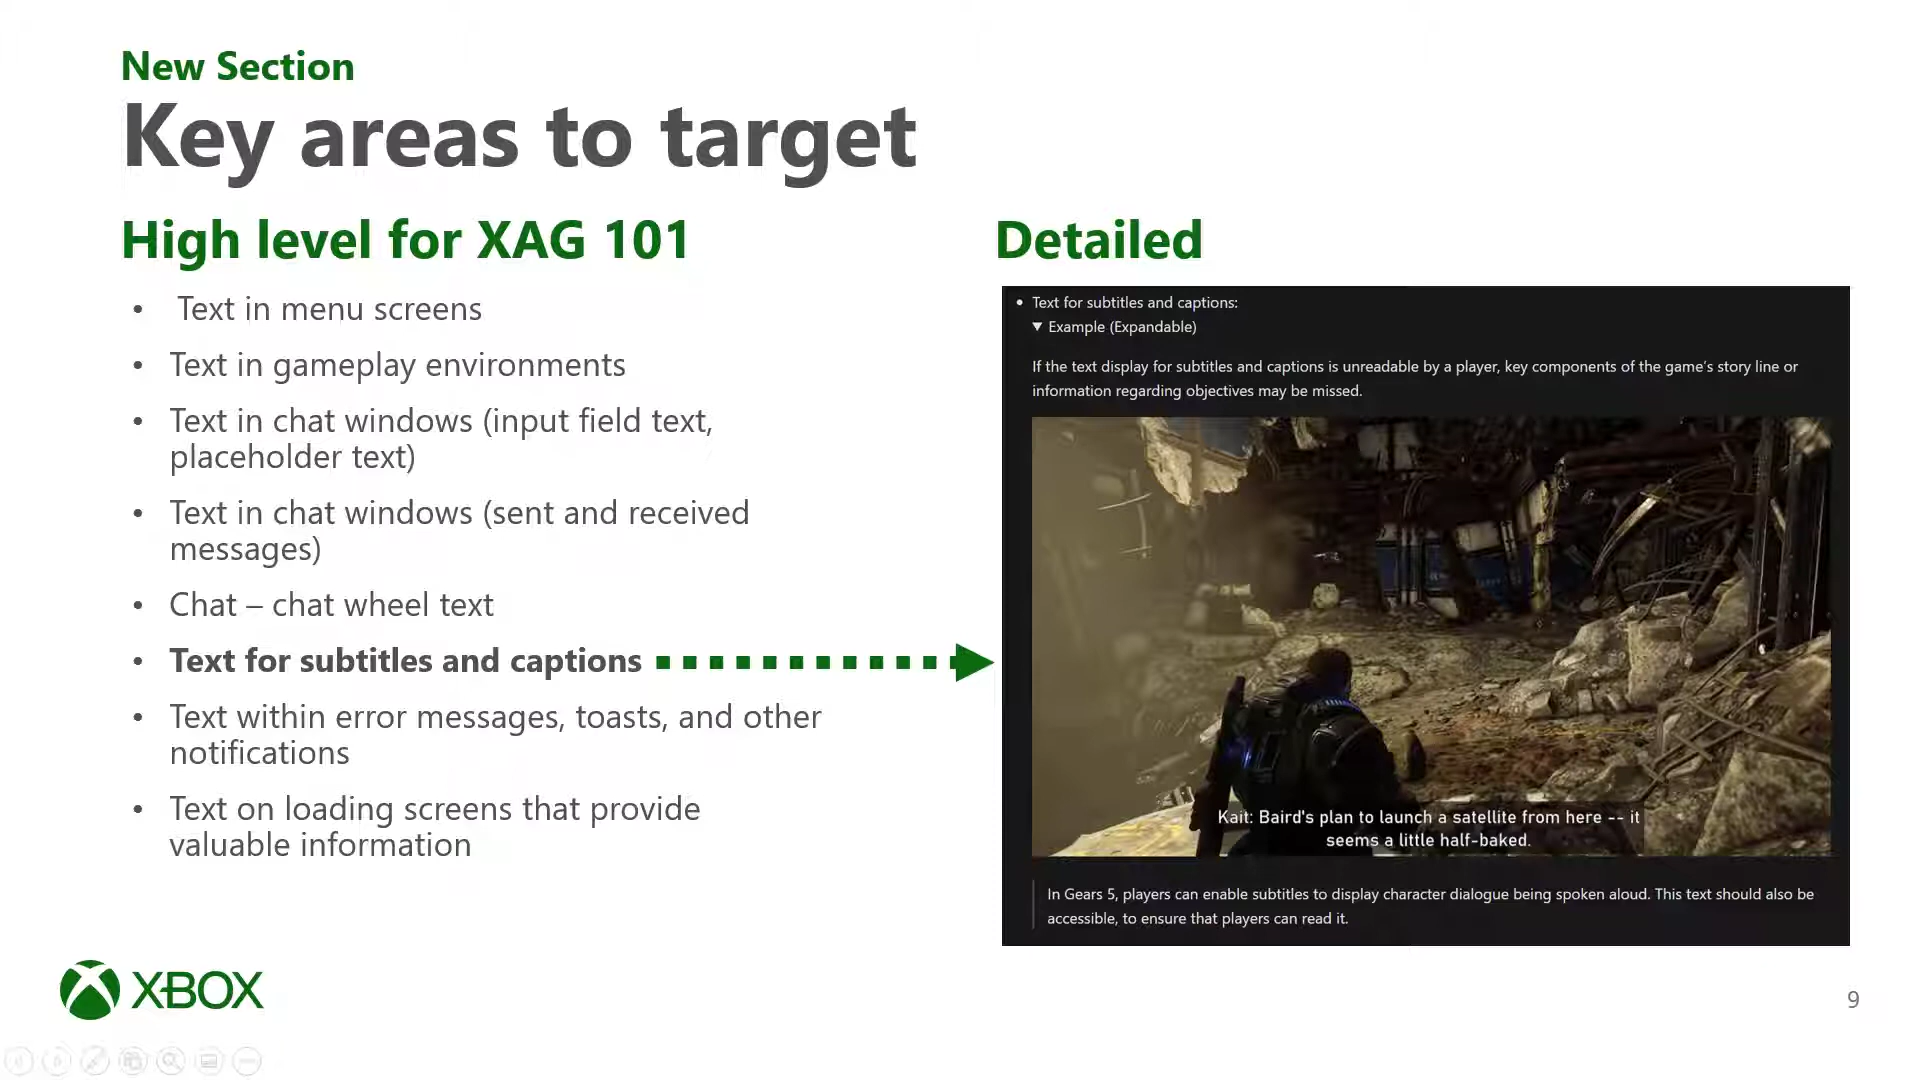 New Section
Key areas to target
High level for XAG 101
• Text in menu screens
• Text in gameplay environments
• Text in chat windows (input field text,
placeholder text)
• Text in chat windows (sent and received
messages)
• Chat – chat wheel text
• Text for subtitles and captions
• Text within error messages, toasts, and other
notifications
• Text on loading screens that provide
valuable information
Detailed
• Text for subtitles and captions:
▼ Example (Expandable)
If the text display for subtitles and captions is unreadable by a player, key components of the game's story line or
information regarding objectives may be missed.
Kait: Baird's plan to launch a satellite from here -- it
seems a little half-baked.
In Gears 5, players can enable subtitles to display character dialogue being spoken aloud. This text should also be
accessible, to ensure that players can read it.
XBOX
9